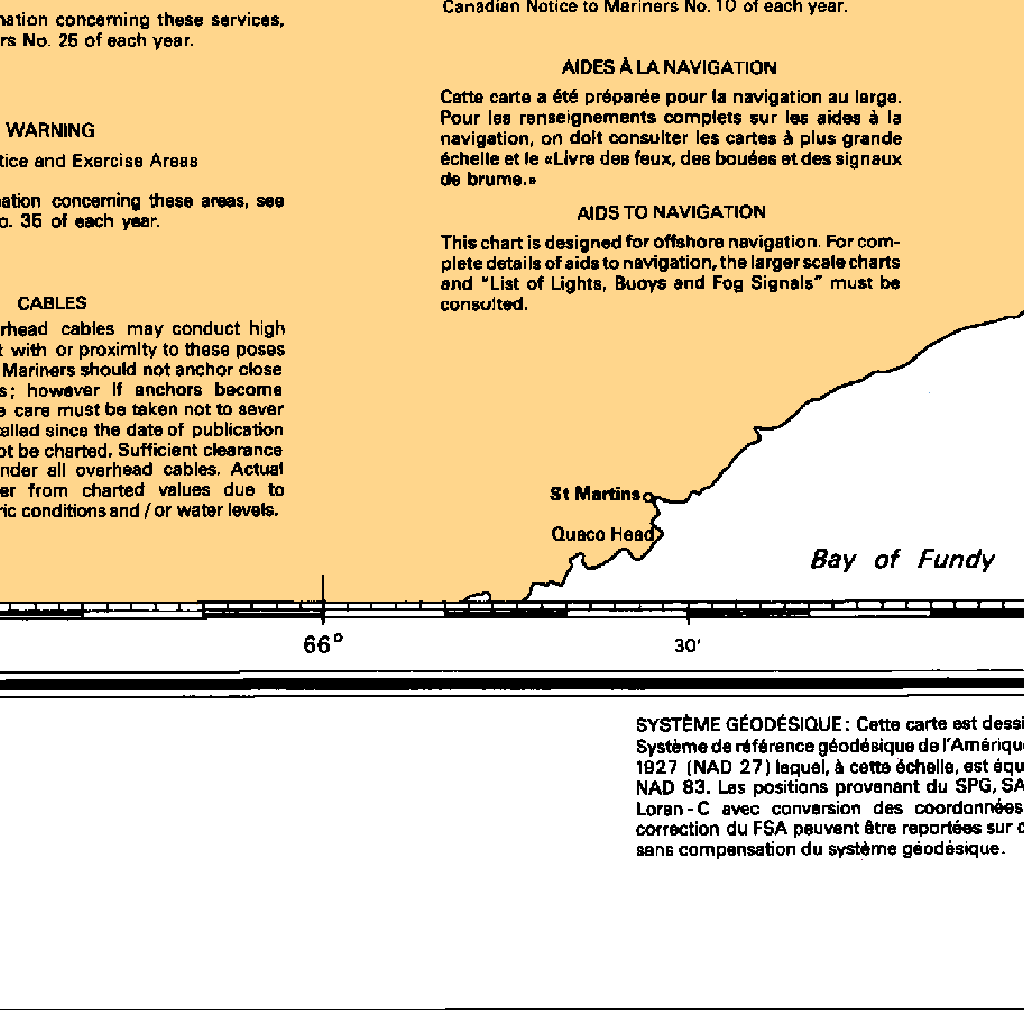 nation concerning these services,
rs No. 25 of each year.
WARNING
tice and Exercise Areas
ation concerning these areas, see
o. 35 of each year.
CABLES
rhead cables may conduct high
t with or proximity to these poses
Mariners should not anchor close
s; however if anchors become
e care must be taken not to sever
alled since the date of publication
ot be charted. Sufficient clearance
nder all overhead cables. Actual
er from charted values due to
ric conditions and / or water levels.
Canadian Notice to Mariners No. 10 of each year.
AIDES À LA NAVIGATION
Cette carte a été préparée pour la navigation au large.
Pour les renseignements complets sur les aides à la
navigation, on doit consulter les cartes à plus grande
échelle et le «Livre des feux, des bouées et des signaux
de brume.»
AIDS TO NAVIGATION
This chart is designed for offshore navigation. For com-
plete details of aids to navigation, the larger scale charts
and "List of Lights, Buoys and Fog Signals" must be
consulted.
St Martins
Quaco Head
Bay of Fundy
66° 30'
SYSTÈME GÉODÉSIQUE: Cette carte est dessi
Système de référence géodésique de l'Amérique
1927 (NAD 27) lequel, à cette échelle, est équ
NAD 83. Les positions provenant du SPG, SA
Loran-C avec conversion des coordonnées
correction du FSA peuvent être reportées sur c
sans compensation du système géodésique.